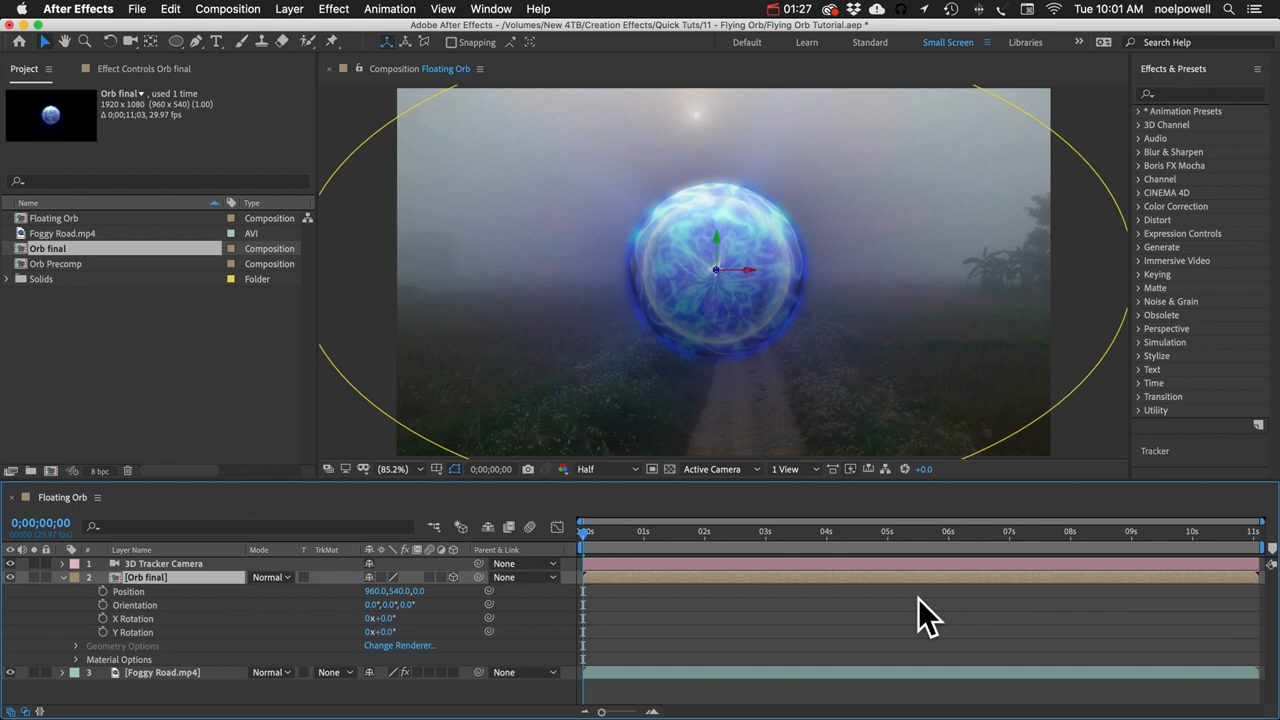 After Effects File Edit Composition Layer Effect Animation View Window Help 01:27 Tue 10:01 AM noelpowell
Adobe After Effects - /Volumes/New 4TB/Creation Effects/Quick Tuts/11 - Flying Orb/Flying Orb Tutorial.aep *
Snapping Default Learn Standard Small Screen Libraries Search Help
Project Effect Controls Orb final Composition Floating Orb Effects & Presets
Orb final , used 1 time
1920 x 1080 (960 x 540) (1.00)
Δ 0;00;11;03, 29.97 fps
Name Type
Floating Orb Composition
Foggy Road.mp4 AVI
Orb final Composition
Orb Precomp Composition
Solids Folder
* Animation Presets
3D Channel
Audio
Blur & Sharpen
Boris FX Mocha
Channel
CINEMA 4D
Color Correction
Distort
Expression Controls
Generate
Immersive Video
Keying
Matte
Noise & Grain
Obsolete
Perspective
Simulation
Stylize
Text
Time
Transition
Utility
Tracker
8 bpc (85.2%) 0;00;00;00 Half Active Camera 1 View +0.0
Floating Orb
0;00;00;00
00000 (29.97 fps)
:00s 01s 02s 03s 04s 05s 06s 07s 08s 09s 10s 11s
# Layer Name Mode T TrkMat Parent & Link
1 3D Tracker Camera None
2 [Orb final] Normal None
Position 960.0,540.0,0.0
Orientation 0.0°,0.0°,0.0°
X Rotation 0x+0.0°
Y Rotation 0x+0.0°
Geometry Options Change Renderer...
Material Options
3 [Foggy Road.mp4] Normal None None